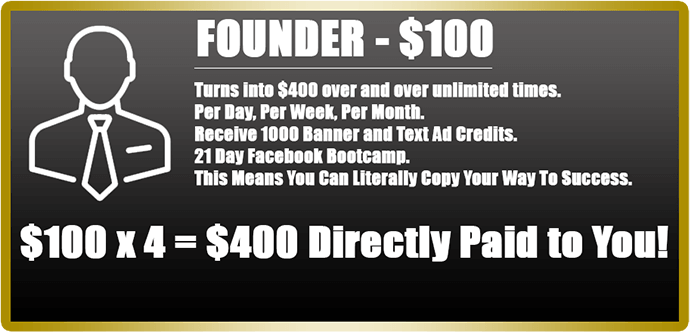 FOUNDER - $100
Turns into $400 over and over unlimited times.
Per Day, Per Week, Per Month.
Receive 1000 Banner and Text Ad Credits.
21 Day Facebook Bootcamp.
This Means You Can Literally Copy Your Way To Success.
$100 x 4 = $400 Directly Paid to You!